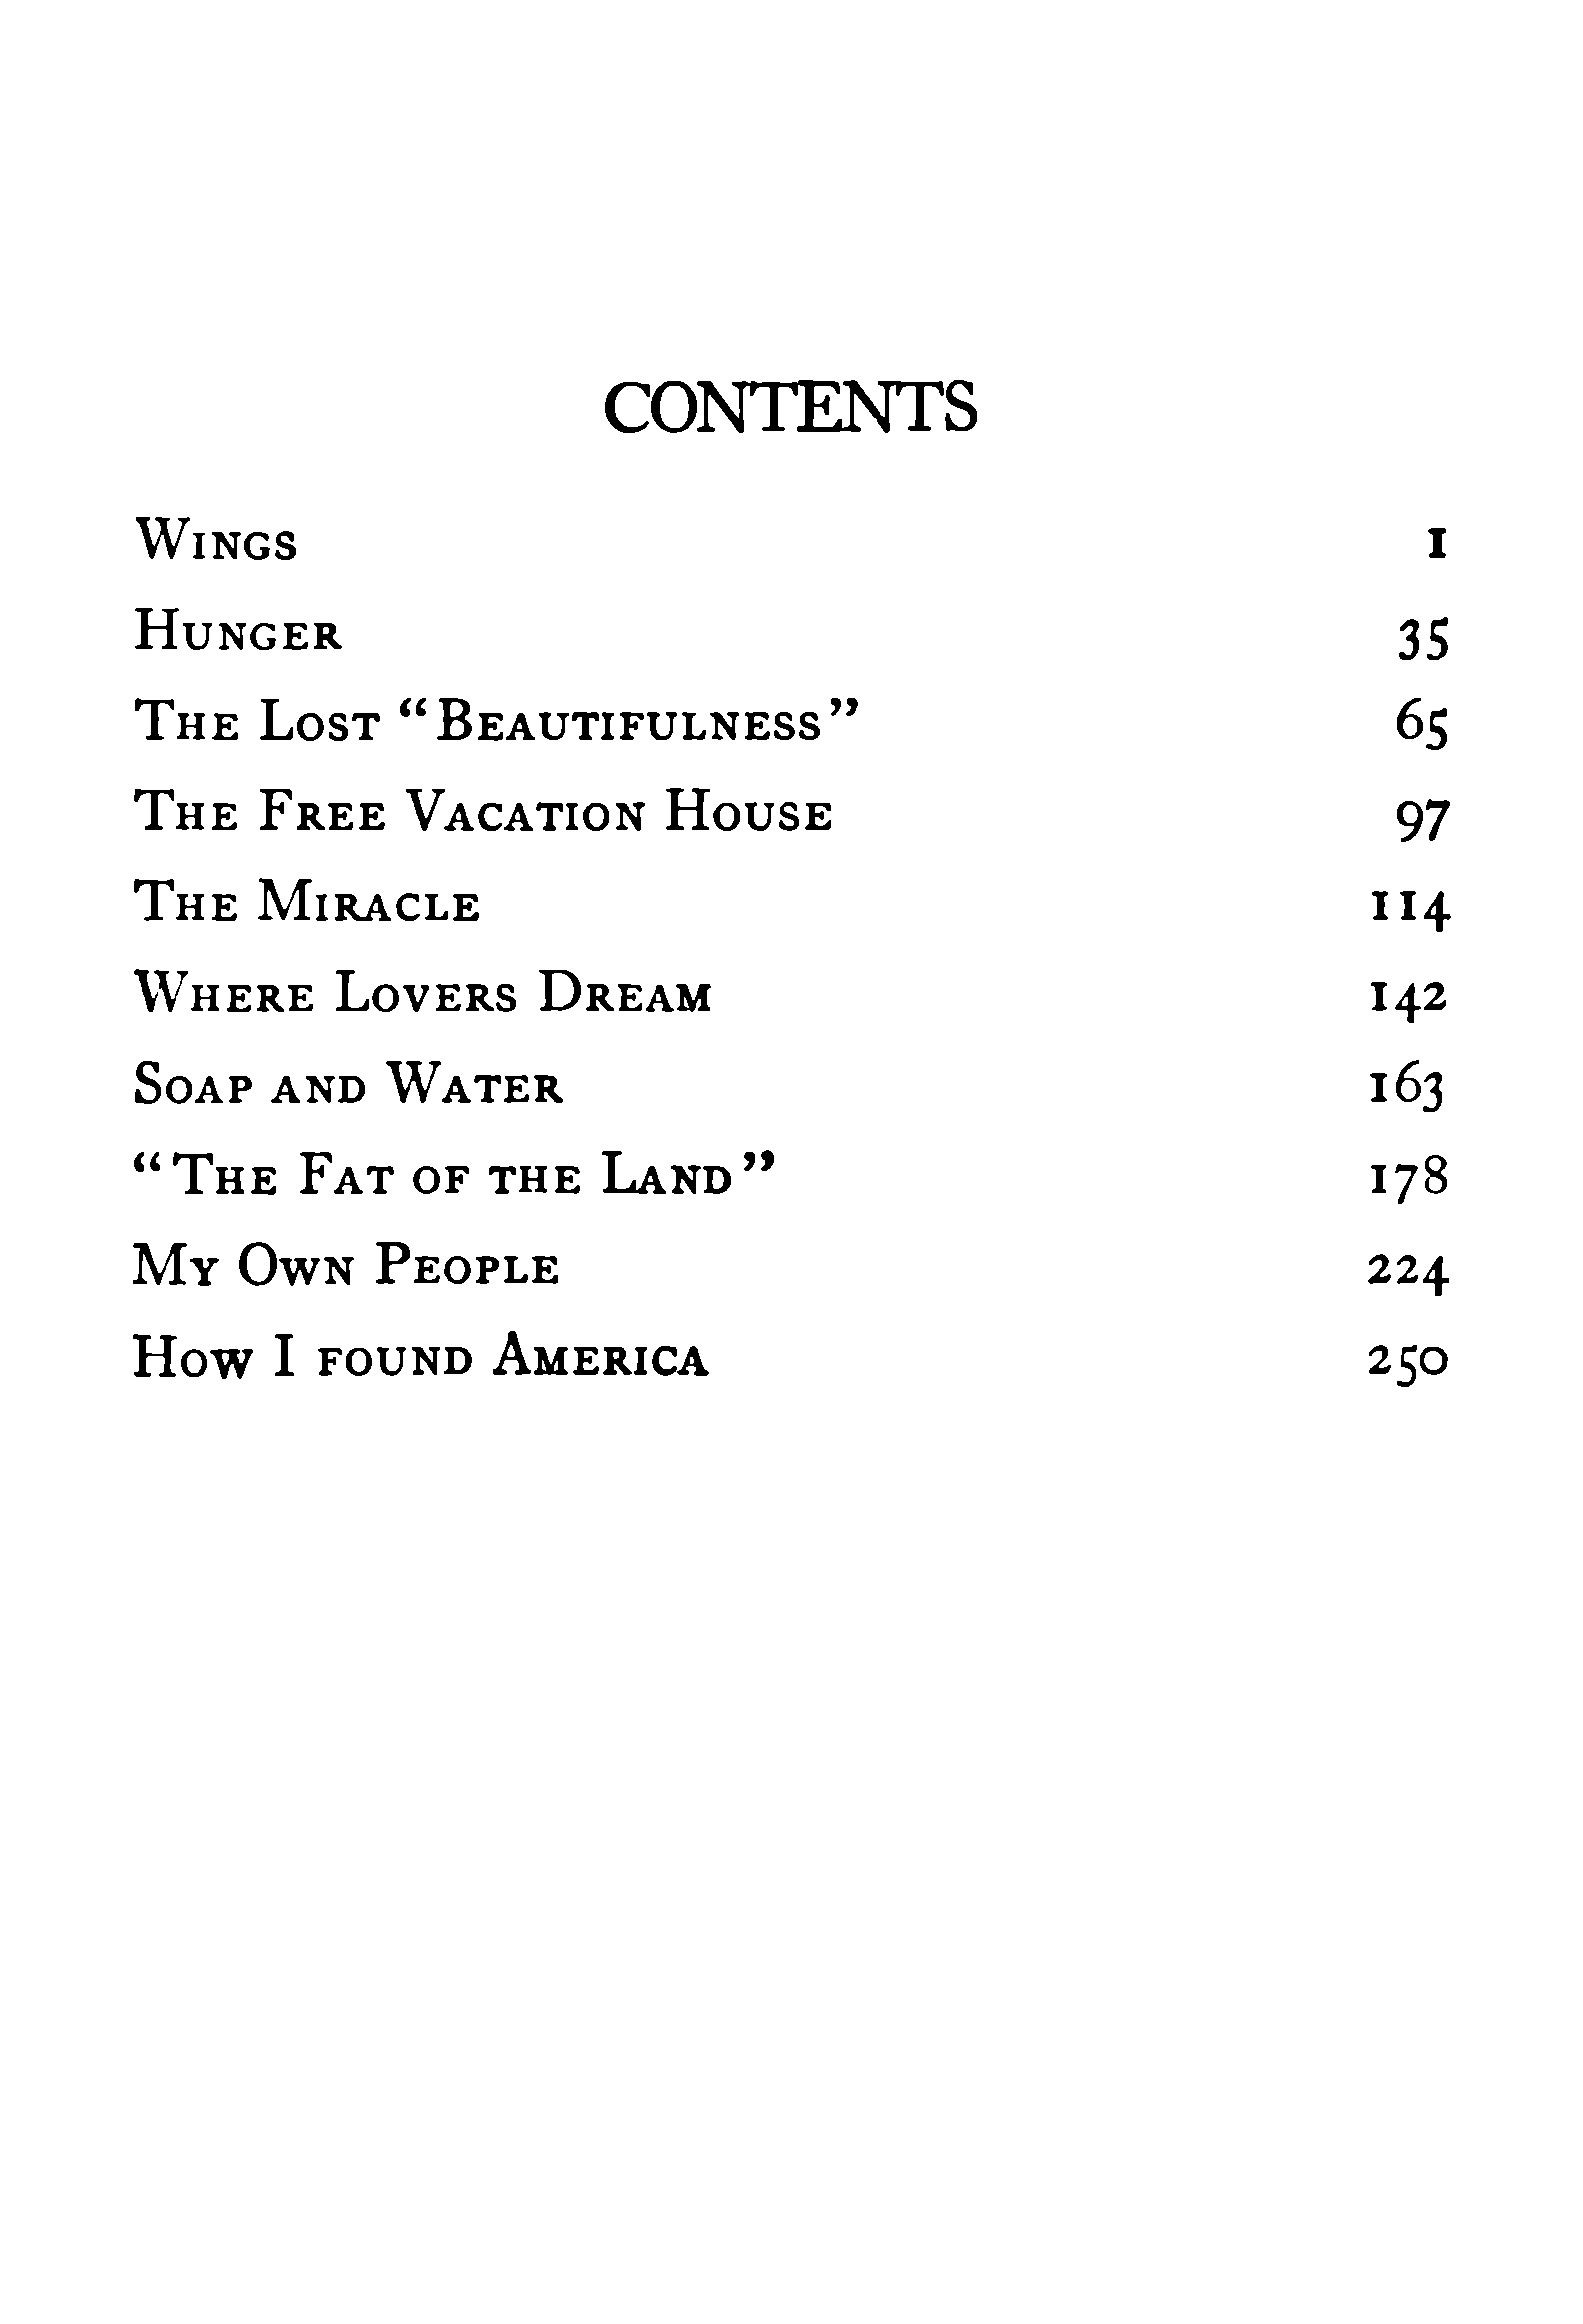 CONTENTS
Wings 1
Hunger 35
The Lost “Beautifulness” 65
The Free Vacation House 97
The Miracle 114
Where Lovers Dream 142
Soap and Water 163
“The Fat of the Land” 178
My Own People 224
How I found America 250